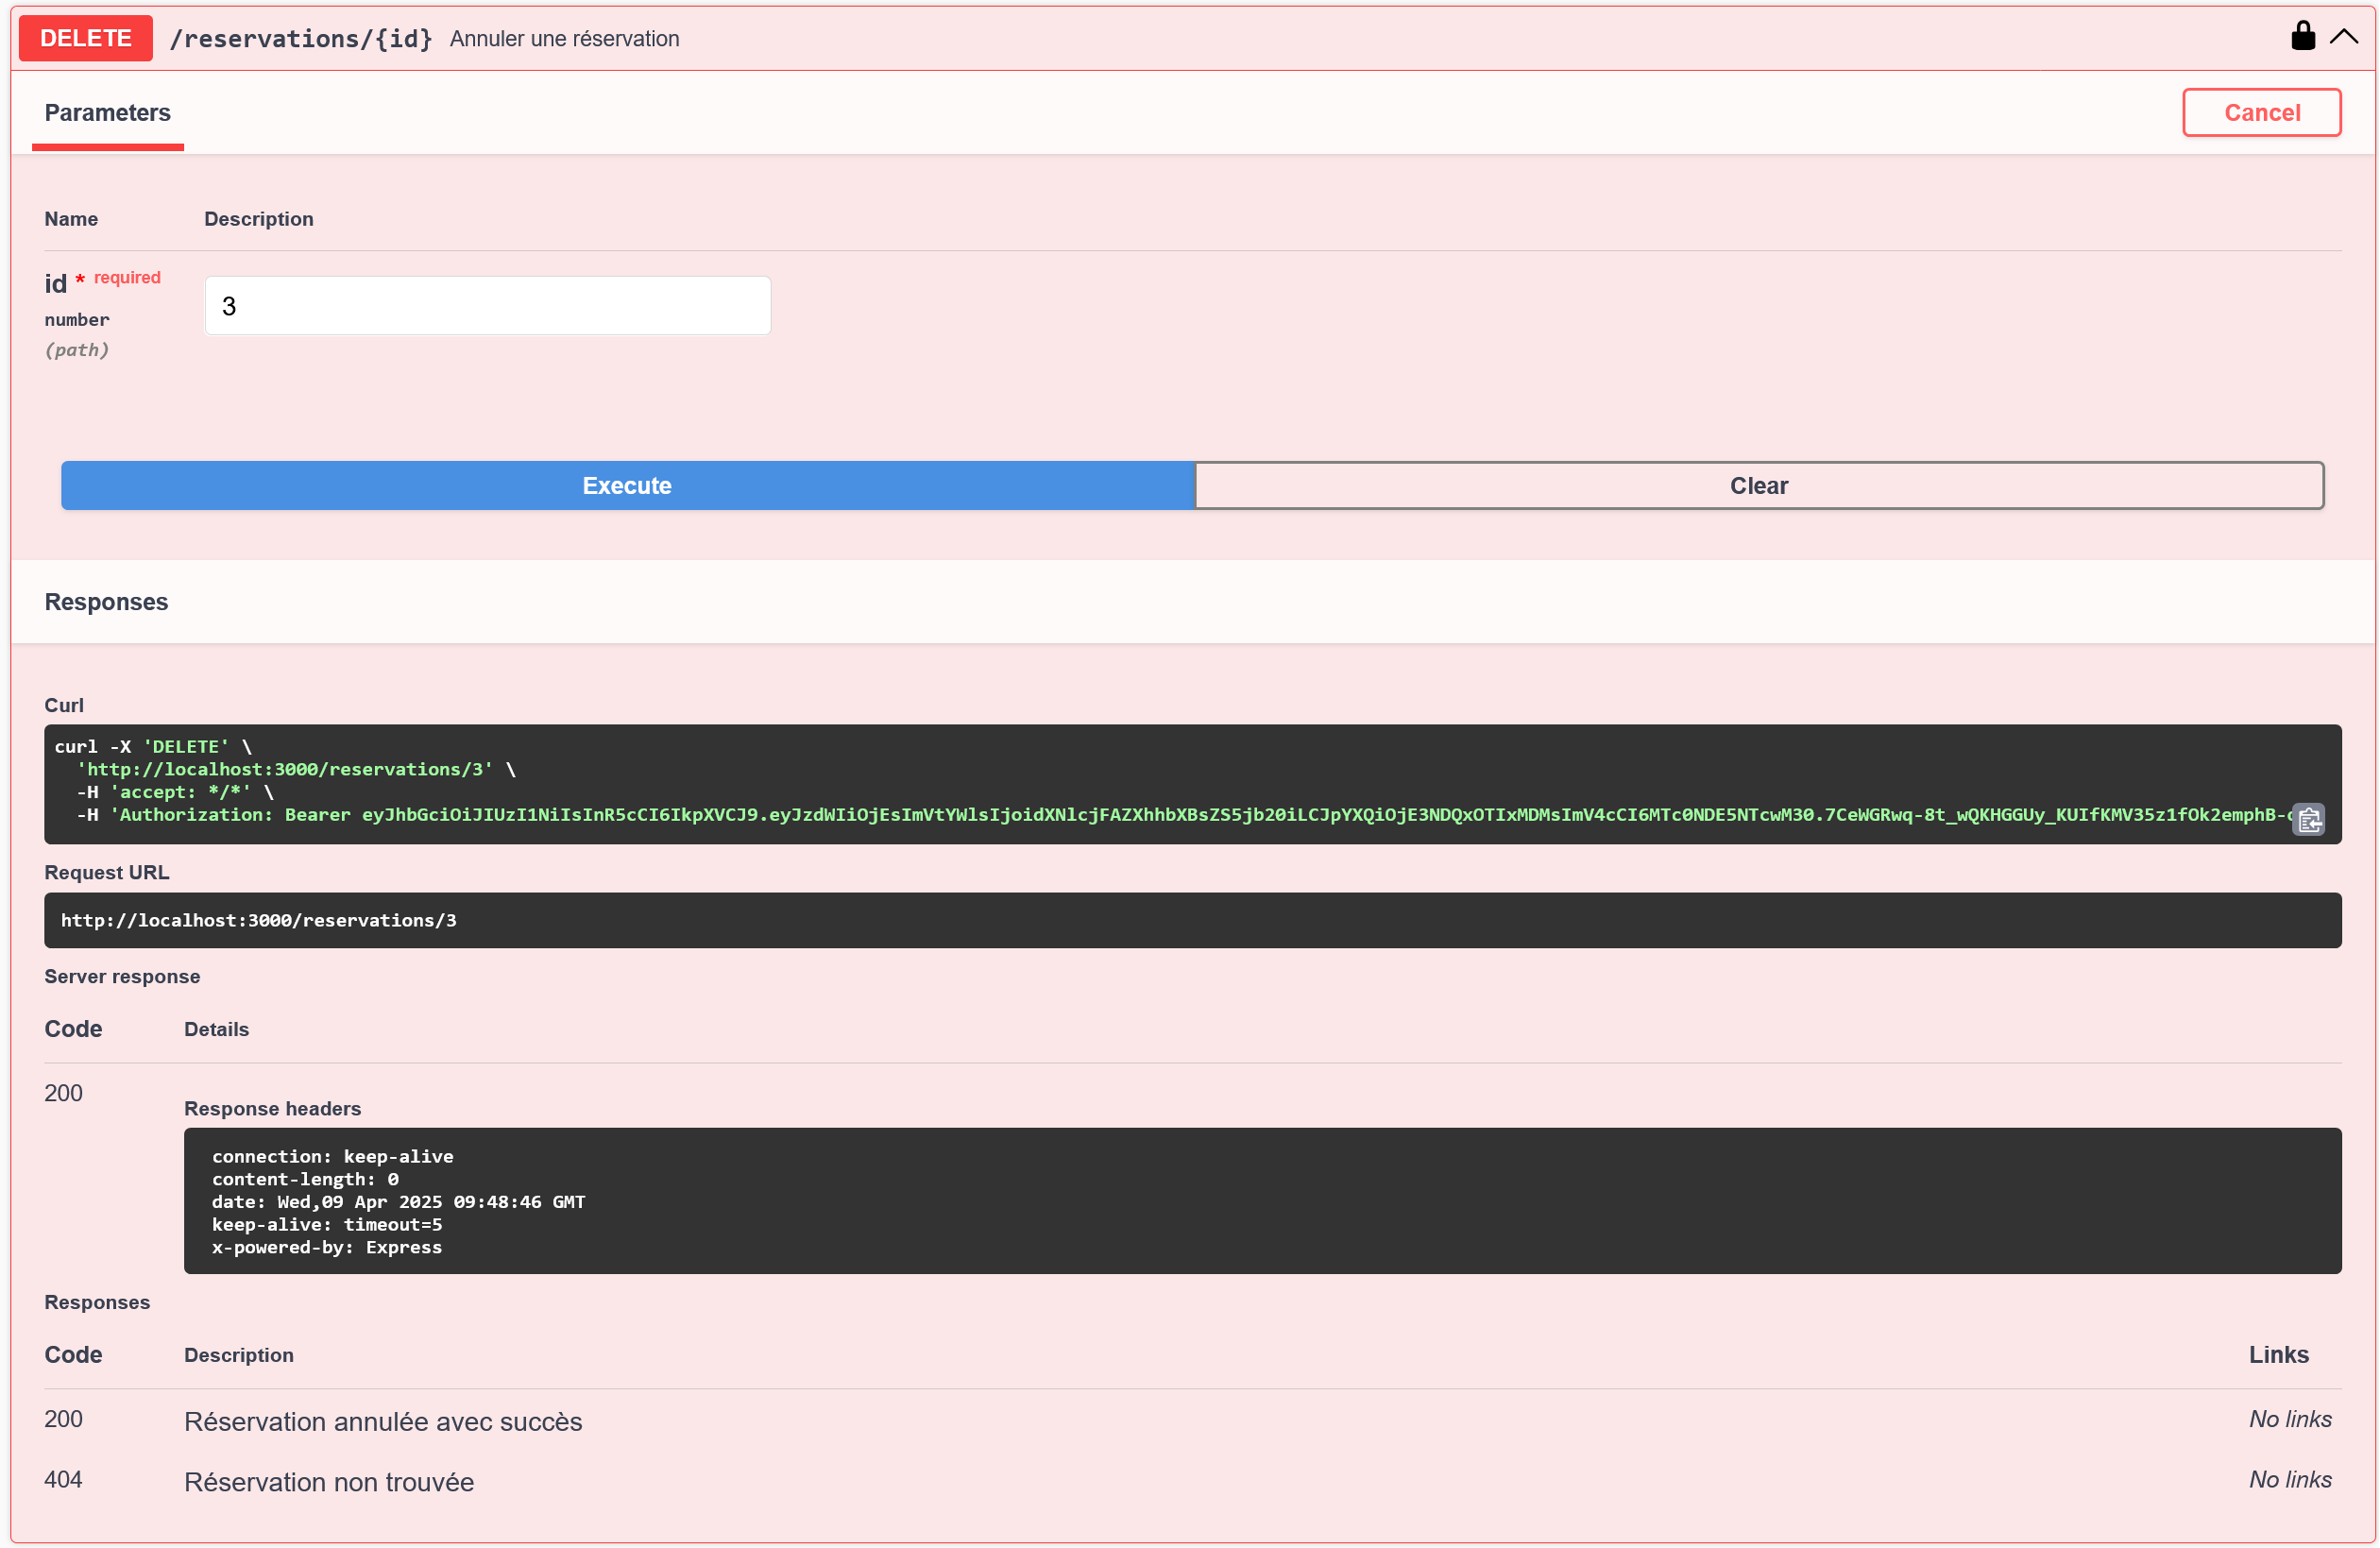 DELETE /reservations/{id} Annuler une réservation
Parameters Cancel
Name Description
id * required
number
(path)
3
Execute Clear
Responses
Curl
curl -X 'DELETE' \
'http://localhost:3000/reservations/3' \
-H 'accept: */*' \
-H 'Authorization: Bearer eyJhbGciOiJIUzI1NiIsInR5cCI6IkpXVCJ9.eyJzdWIiOjEsImVtYWlsIjoidXNlcjFAZXhhbXBsZS5jb20iLCJpYXQiOjE3NDQxOTIxMDMsImV4cCI6MTc0NDE5NTcwM30.7CeWGRwq-8t_wQKHGGUy_KUIfKMV35z1fOk2emphB-
Request URL
http://localhost:3000/reservations/3
Server response
Code Details
200
Response headers
connection: keep-alive
content-length: 0
date: Wed,09 Apr 2025 09:48:46 GMT
keep-alive: timeout=5
x-powered-by: Express
Responses
Code Description Links
200 Réservation annulée avec succès No links
404 Réservation non trouvée No links